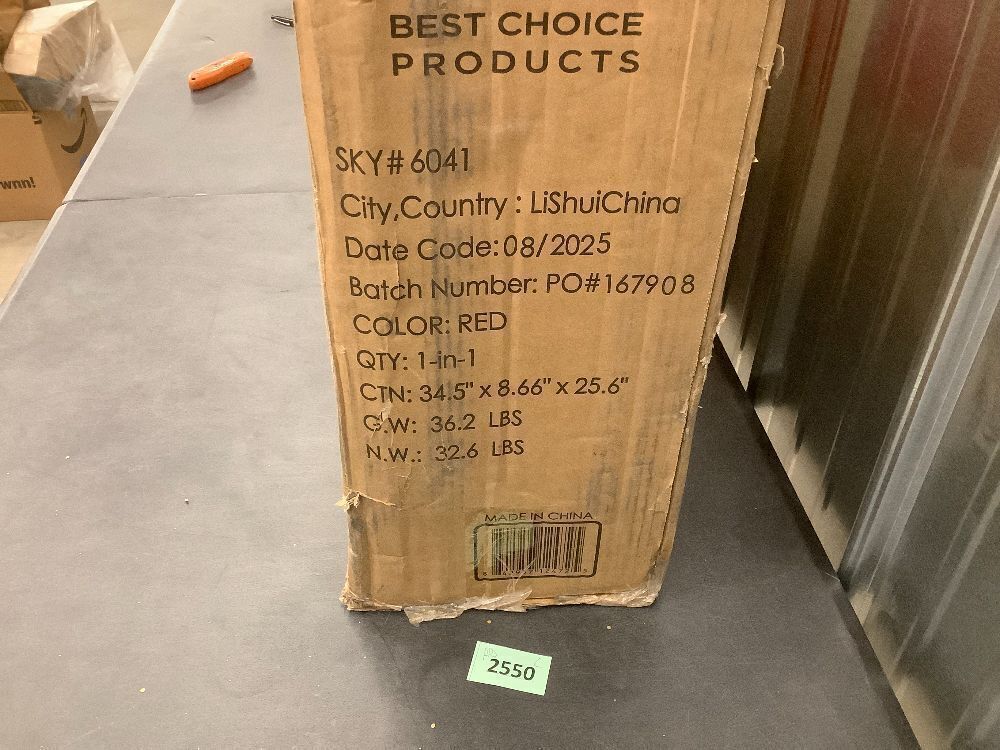 BEST CHOICE
PRODUCTS
SKY# 6041
City,Country : LiShuiChina
Date Code:08/2025
Batch Number: PO#167908
COLOR: RED
QTY: 1-in-1
CTN: 34.5" x 8.66" x 25.6"
G.W: 36.2 LBS
N.W.: 32.6 LBS
MADE IN CHINA
2550
wnn!